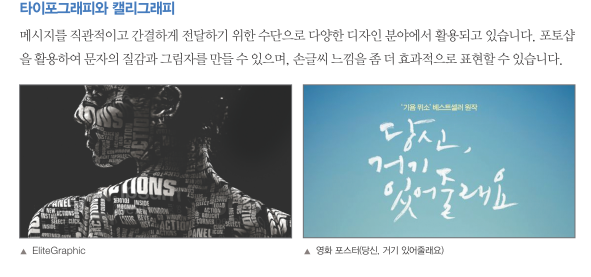 타이포그래피와 캘리그래피
메시지를 직관적이고 간결하게 전달하기 위한 수단으로 다양한 디자인 분야에서 활용되고 있습니다. 포토샵
을 활용하여 문자의 질감과 그림자를 만들 수 있으며, 손글씨 느낌을 좀 더 효과적으로 표현할 수 있습니다.
ACTIONS
INSIDE
'기욤 뮈소' 베스트셀러 원작
당신,
거기
있어줄래요
▲ EliteGraphic
▲ 영화 포스터(당신, 거기 있어줄래요)